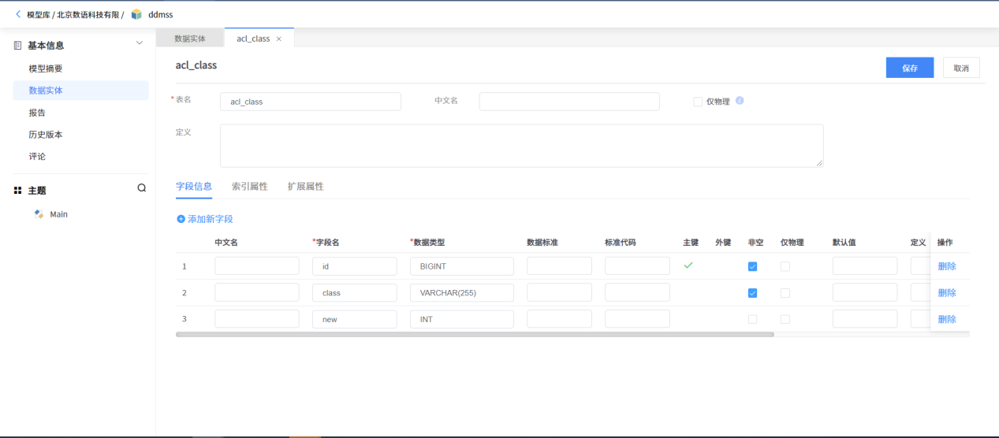 模型库 / 北京数语科技有限 / ddmss
基本信息
模型摘要
数据实体
报告
历史版本
评论
主题
Main
数据实体 acl_class ×
acl_class
保存 取消
* 表名 acl_class 中文名 仅物理
定义
字段信息 索引属性 扩展属性
添加新字段
中文名 *字段名 *数据类型 数据标准 标准代码 主键 外键 非空 仅物理 默认值 定义 操作
1 id BIGINT 删除
2 class VARCHAR(255) 删除
3 new INT 删除